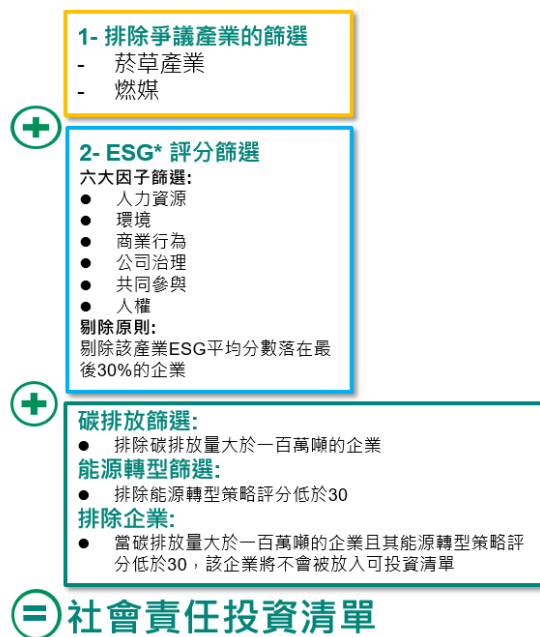 1- 排除爭議產業的篩選
- 菸草產業
- 燃媒
2- ESG* 評分篩選
六大因子篩選:
● 人力資源
● 環境
● 商業行為
● 公司治理
● 共同參與
● 人權
剔除原則:
剔除該產業ESG平均分數落在最
後30%的企業
碳排放篩選:
● 排除碳排放量大於一百萬噸的企業
能源轉型篩選:
● 排除能源轉型策略評分低於30
排除企業:
● 當碳排放量大於一百萬噸的企業且其能源轉型策略評
分低於30，該企業將不會被放入可投資清單
社會責任投資清單